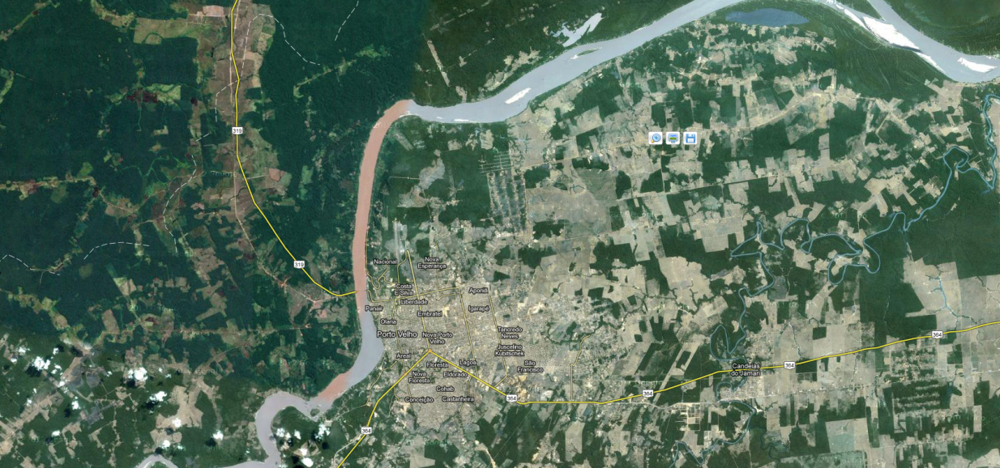 319
319
Nacional
Nova
Esperança
Costa
E Silva
Aponiã
Liberdade
Panair
Igarapé
Embratel
Olaria
Porto Velho
Nova Porto
Velho
Tancredo
Neves
364
Juscelino
Kubitschek
Areal
Floresta
Lagoa
São
Francisco
364
Candeias
do Jamari
Nova
Floresta
Eldorado
Cohab
364
364
Conceição
Castanheira
364